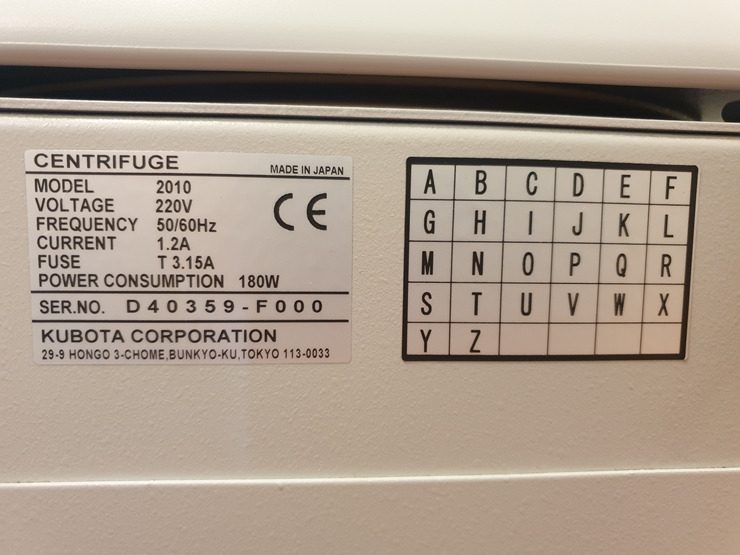 CENTRIFUGE MADE IN JAPAN
MODEL 2010
VOLTAGE 220V
FREQUENCY 50/60Hz
CURRENT 1.2A
FUSE T 3.15A
POWER CONSUMPTION 180W
CE
SER.NO. D40359-F000
KUBOTA CORPORATION
29-9 HONGO 3-CHOME,BUNKYO-KU,TOKYO 113-0033
A B C D E F
G H I J K L
M N O P Q R
S T U V W X
Y Z